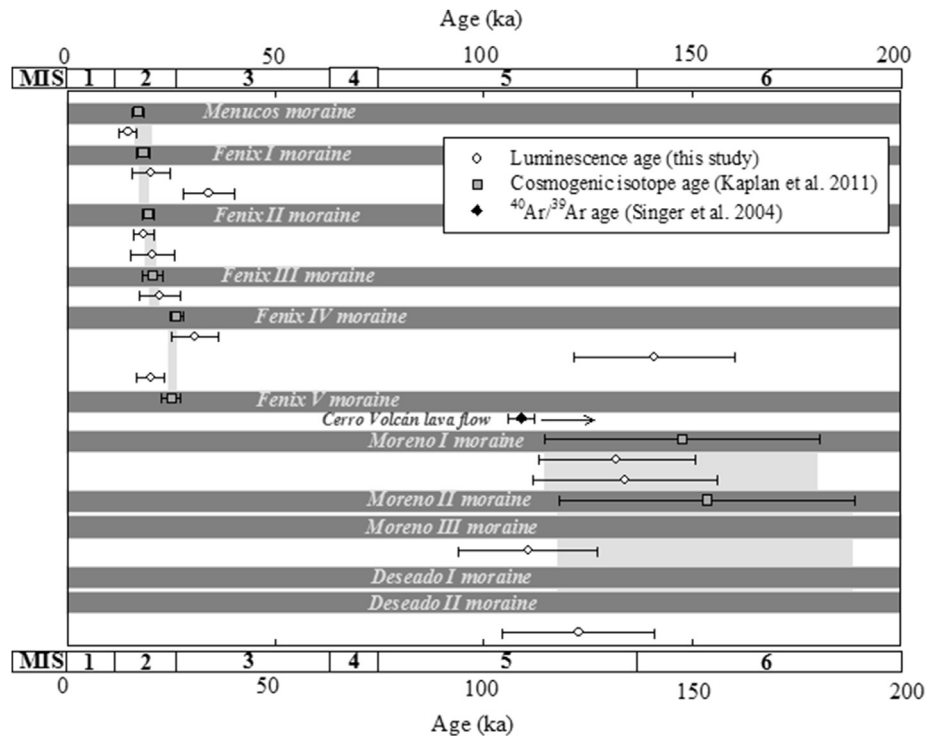 Age (ka)
0 50 100 150 200
MIS 1 2 3 4 5 6
Menucos moraine
Fenix I moraine
Luminescence age (this study)
Cosmogenic isotope age (Kaplan et al. 2011)
40Ar/39Ar age (Singer et al. 2004)
Fenix II moraine
Fenix III moraine
Fenix IV moraine
Fenix V moraine
Cerro Volcán lava flow
Moreno I moraine
Moreno II moraine
Moreno III moraine
Deseado I moraine
Deseado II moraine
MIS 1 2 3 4 5 6
0 50 100 150 200
Age (ka)